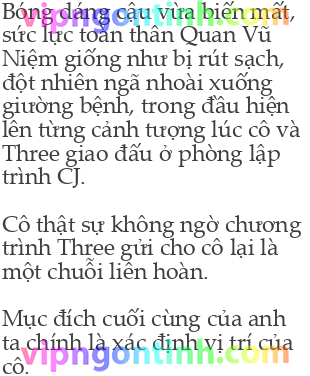 Bóng dáng cậu vừa biến mất,
sức lực toàn thân Quan Vũ
Niệm giống như bị rút sạch,
đột nhiên ngã nhoài xuống
giường bệnh, trong đầu hiện
lên từng cảnh tượng lúc cô và
Three giao đấu ở phòng lập
trình CJ.

Cô thật sự không ngờ chương
trình Three gửi cho cô lại là
một chuỗi liên hoàn.

Mục đích cuối cùng của anh
ta chính là xác định vị trí của
cô.
vipngontinh.com
vipngontinh.com